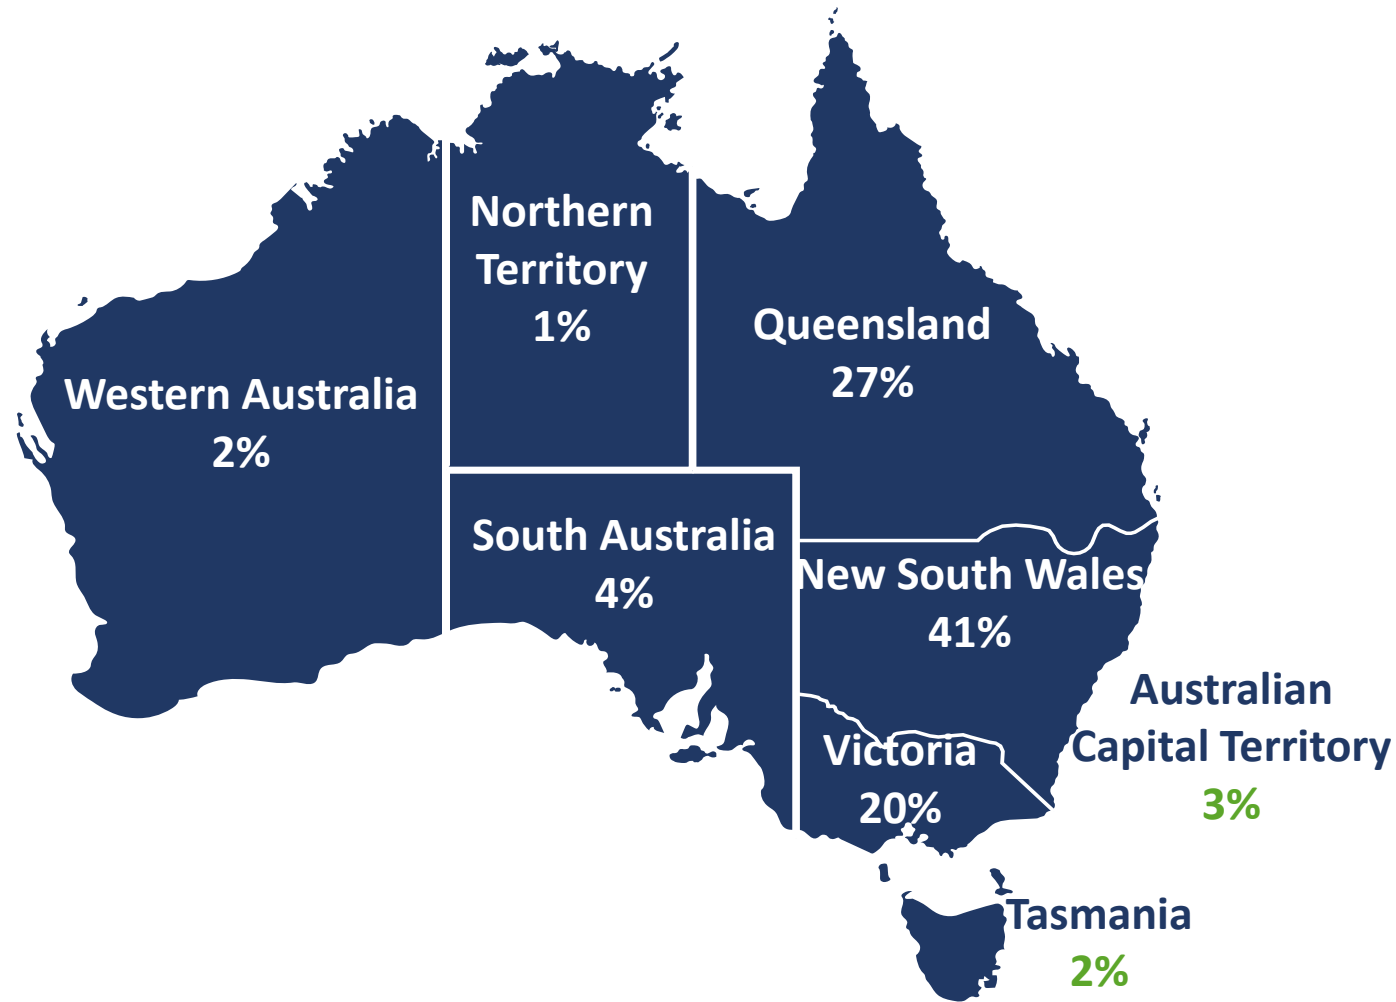 Northern
Territory
1%
Queensland
27%
Western Australia
2%
South Australia
4%
New South Wales
41%
Australian
Capital Territory
3%
Victoria
20%
Tasmania
2%